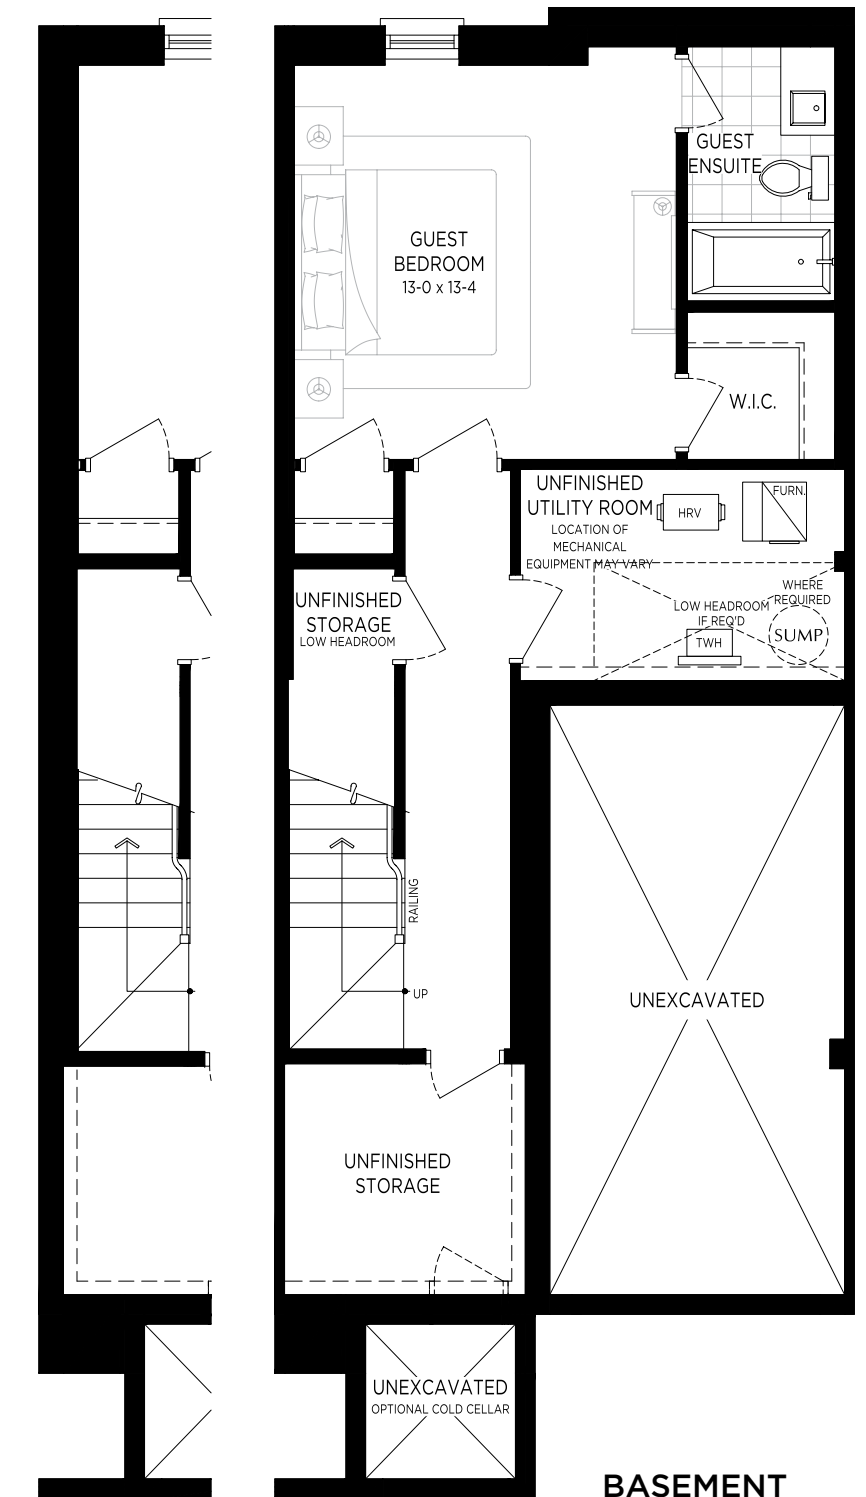 GUEST
ENSUITE
GUEST
BEDROOM
13-0 x 13-4
W.I.C.
UNFINISHED
UTILITY ROOM
LOCATION OF
MECHANICAL
EQUIPMENT MAY VARY
HRV
FURN.
WHERE
REQUIRED
LOW HEADROOM
IF REQ'D
TWH
SUMP
UNFINISHED
STORAGE
LOW HEADROOM
RAILING
UP
UNEXCAVATED
UNFINISHED
STORAGE
UNEXCAVATED
OPTIONAL COLD CELLAR
BASEMENT